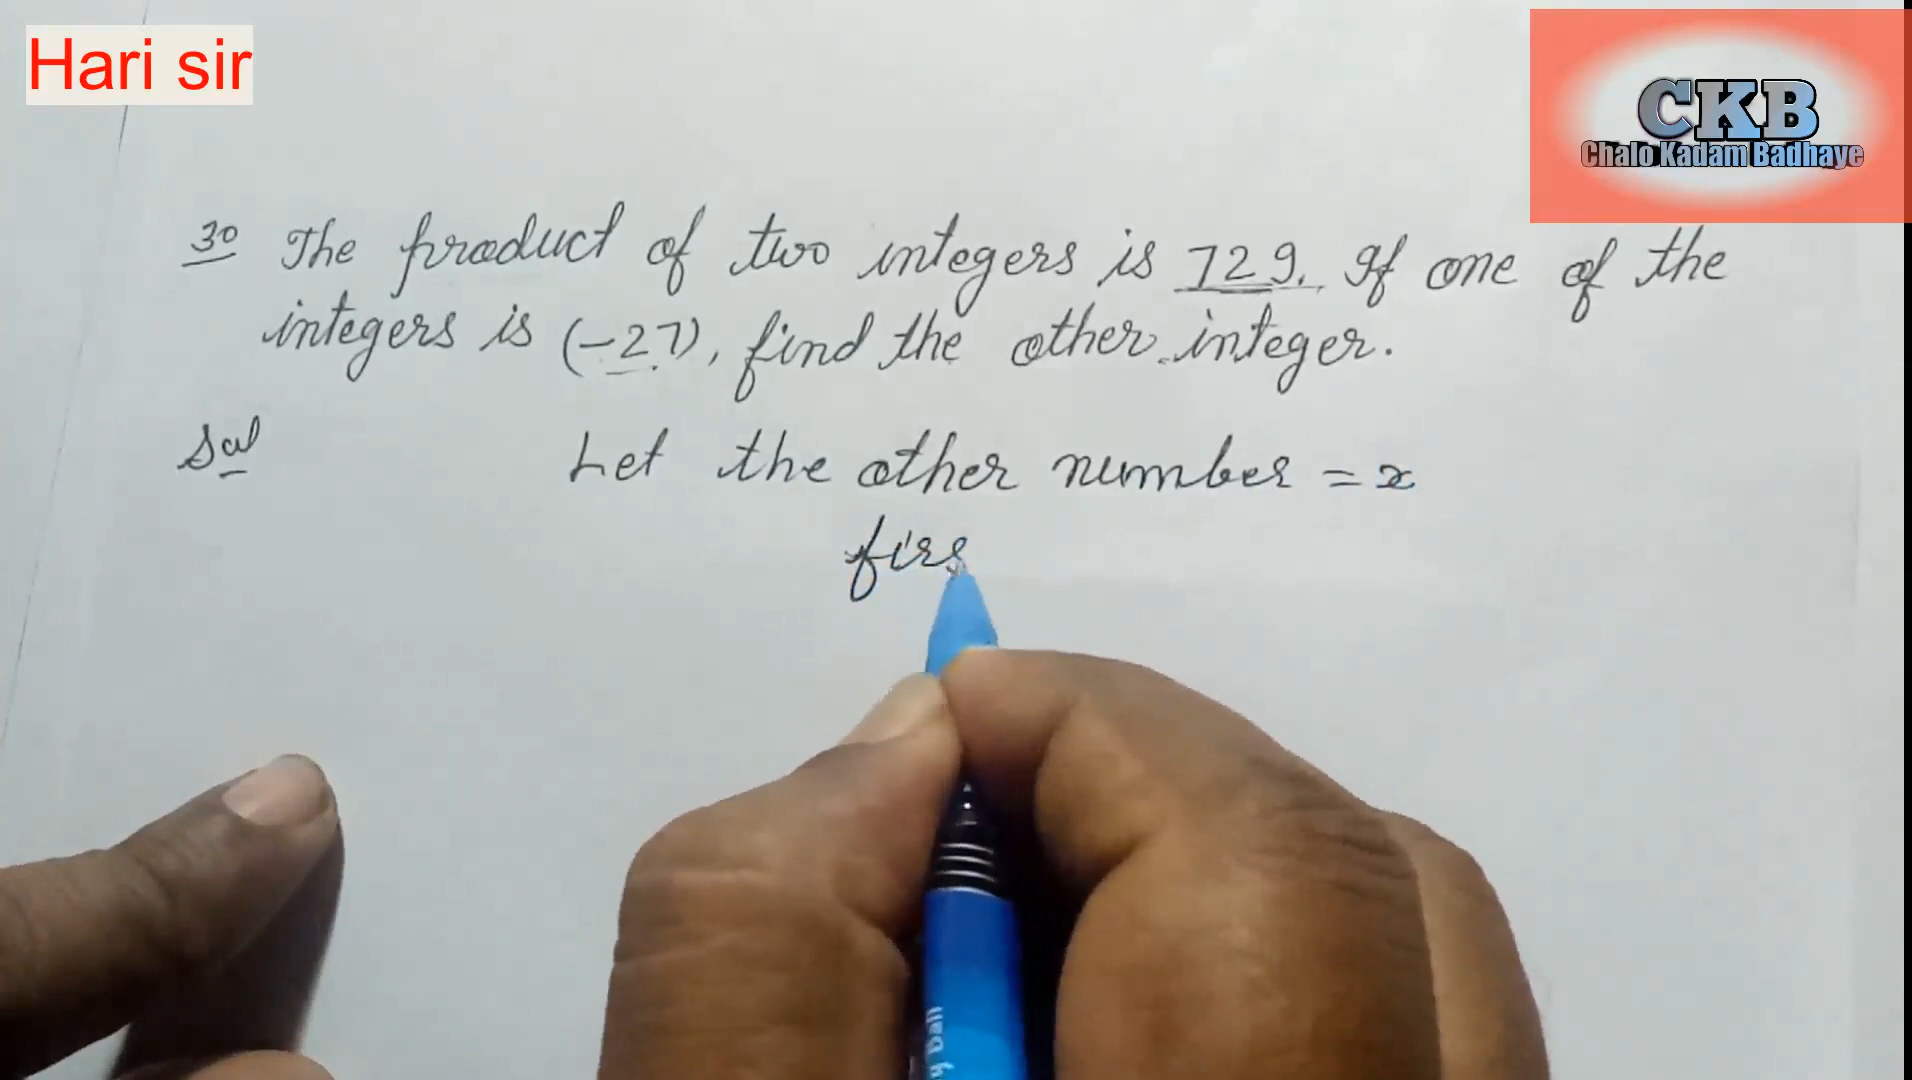 Hari sir
CKB
Chalo Kadam Badhaye
30 The product of two integers is 729. If one of the
integers is (-27), find the other integer.
Sol
Let the other number = x
firs